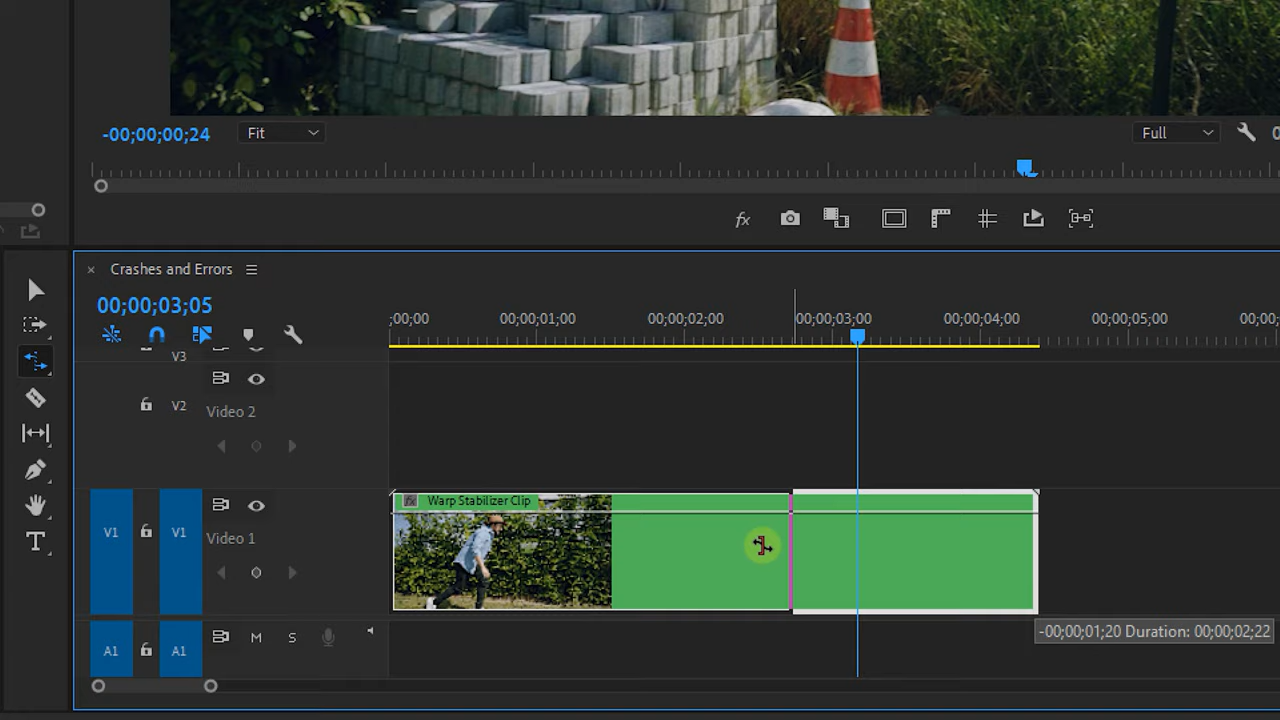 -00;00;00;24
Fit
Full
0
× Crashes and Errors
00;00;03;05
;00;00
00;00;01;00
00;00;02;00
00;00;03;00
00;00;04;00
00;00;05;00
00;00;
V3
V2
Video 2
fx Warp Stabilizer Clip
V1
V1
Video 1
A1
A1
M
S
-00;00;01;20 Duration: 00;00;02;22
fx
T